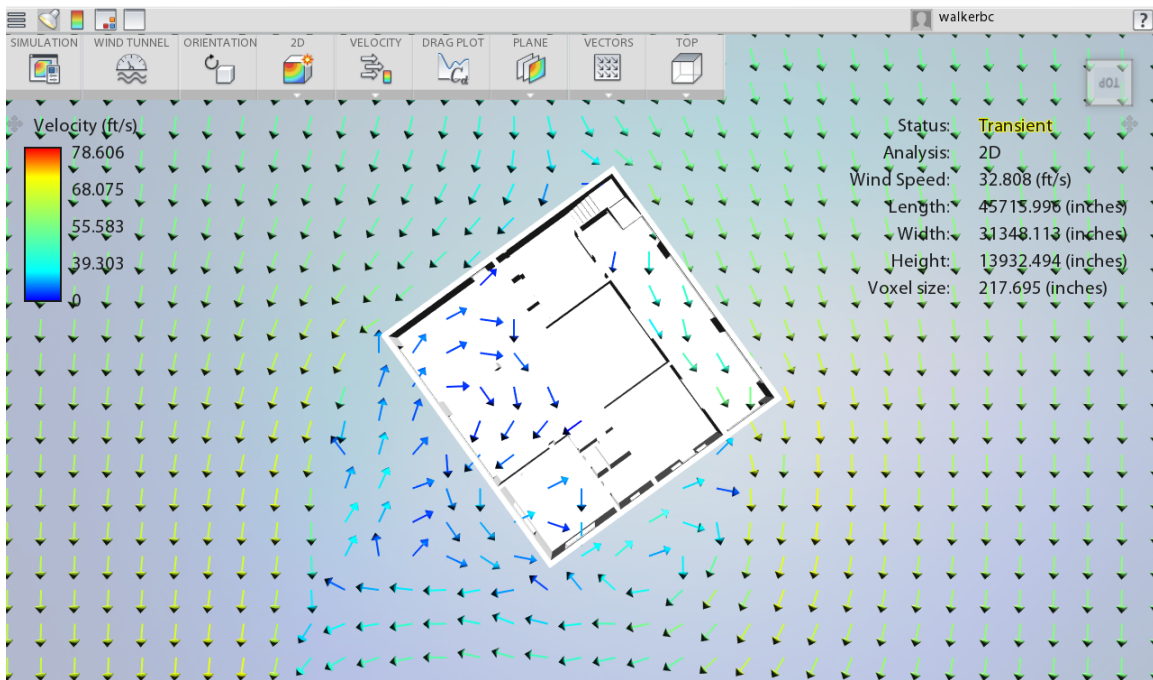 walkerbc
?
SIMULATION WIND TUNNEL ORIENTATION 2D VELOCITY DRAG PLOT PLANE VECTORS TOP
Cd
TOP
Velocity (ft/s)
78.606
68.075
55.583
39.303
0
Status: Transient
Analysis: 2D
Wind Speed: 32.808 (ft/s)
Length: 45715.996 (inches)
Width: 31348.113 (inches)
Height: 13932.494 (inches)
Voxel size: 217.695 (inches)